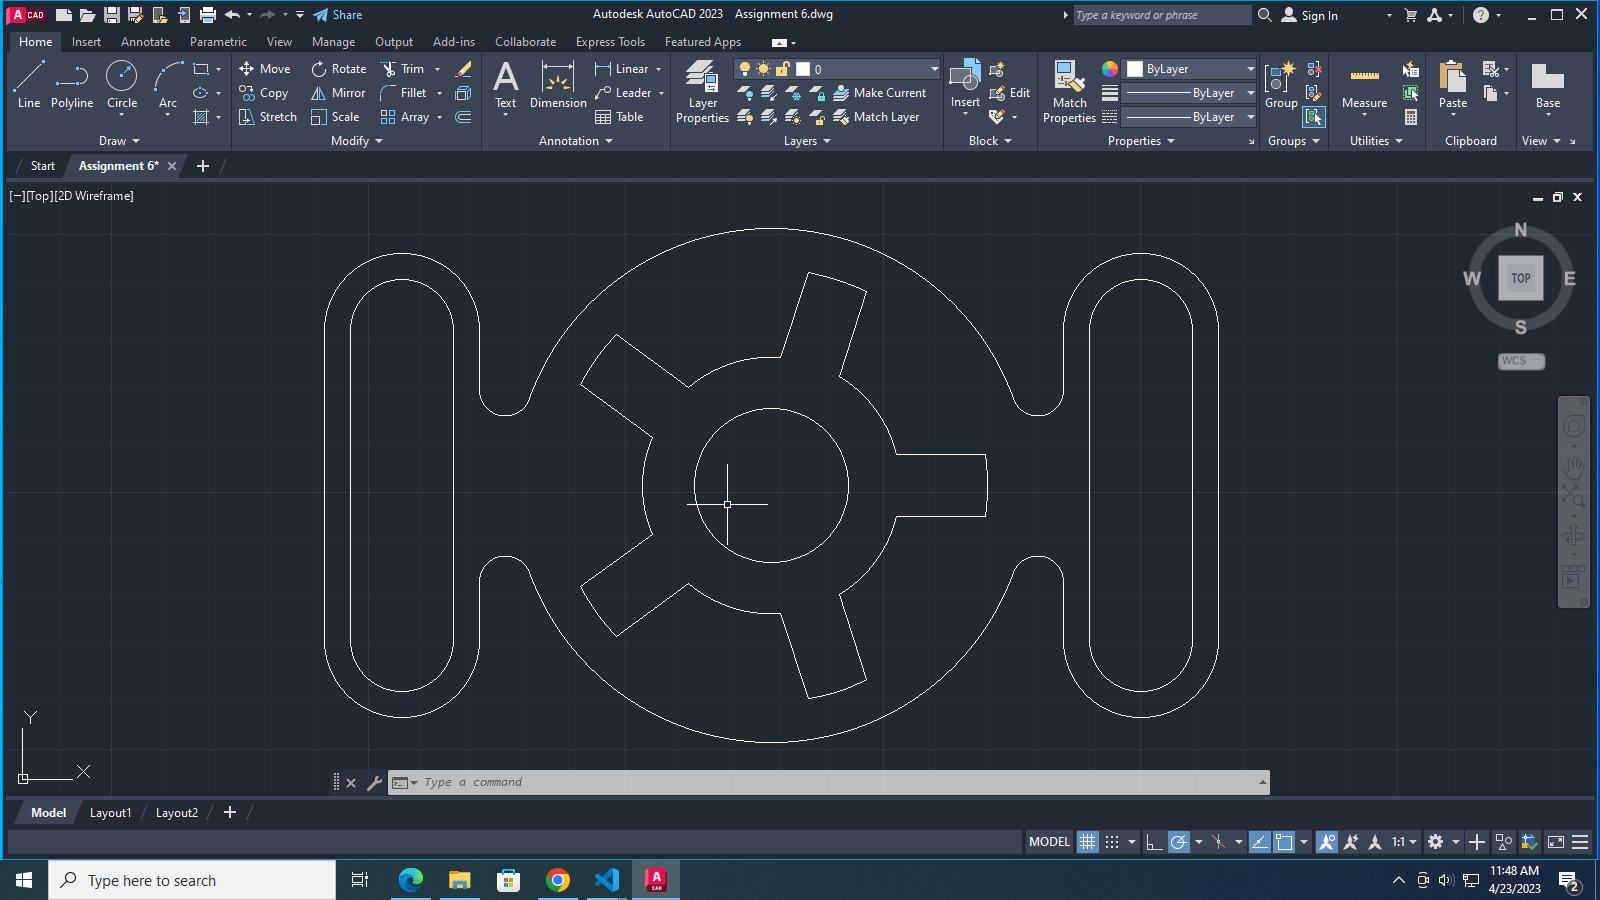 A CAD
Share
Autodesk AutoCAD 2023 Assignment 6.dwg
Type a keyword or phrase
Sign In
Home Insert Annotate Parametric View Manage Output Add-ins Collaborate Express Tools Featured Apps
Line Polyline Circle Arc
Draw
Move Rotate Trim
Copy Mirror Fillet
Stretch Scale Array
Modify
Text Dimension
Linear
Leader
Table
Annotation
Layer Properties
0
Make Current
Match Layer
Layers
Insert
Edit
Block
Match Properties
ByLayer
ByLayer
ByLayer
Properties
Group
Groups
Measure
Utilities
Paste
Clipboard
Base
View
Start Assignment 6*
[−][Top][2D Wireframe]
N
W TOP E
S
WCS
Y
X
Type a command
Model Layout1 Layout2
MODEL 1:1
Type here to search
A CAD
11:48 AM
4/23/2023
2